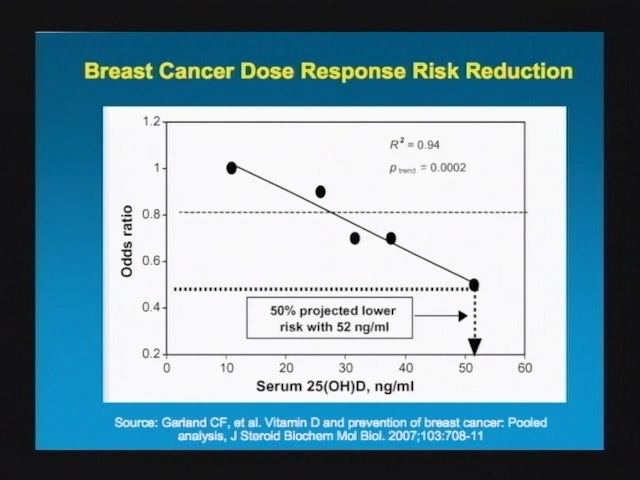 Breast Cancer Dose Response Risk Reduction
1.2
1
0.8
0.6
0.4
0.2
Odds ratio
R² = 0.94
p trend = 0.0002
50% projected lower
risk with 52 ng/ml
0 10 20 30 40 50 60
Serum 25(OH)D, ng/ml
Source: Garland CF, et al. Vitamin D and prevention of breast cancer: Pooled
analysis, J Steroid Biochem Mol Biol. 2007;103:708-11